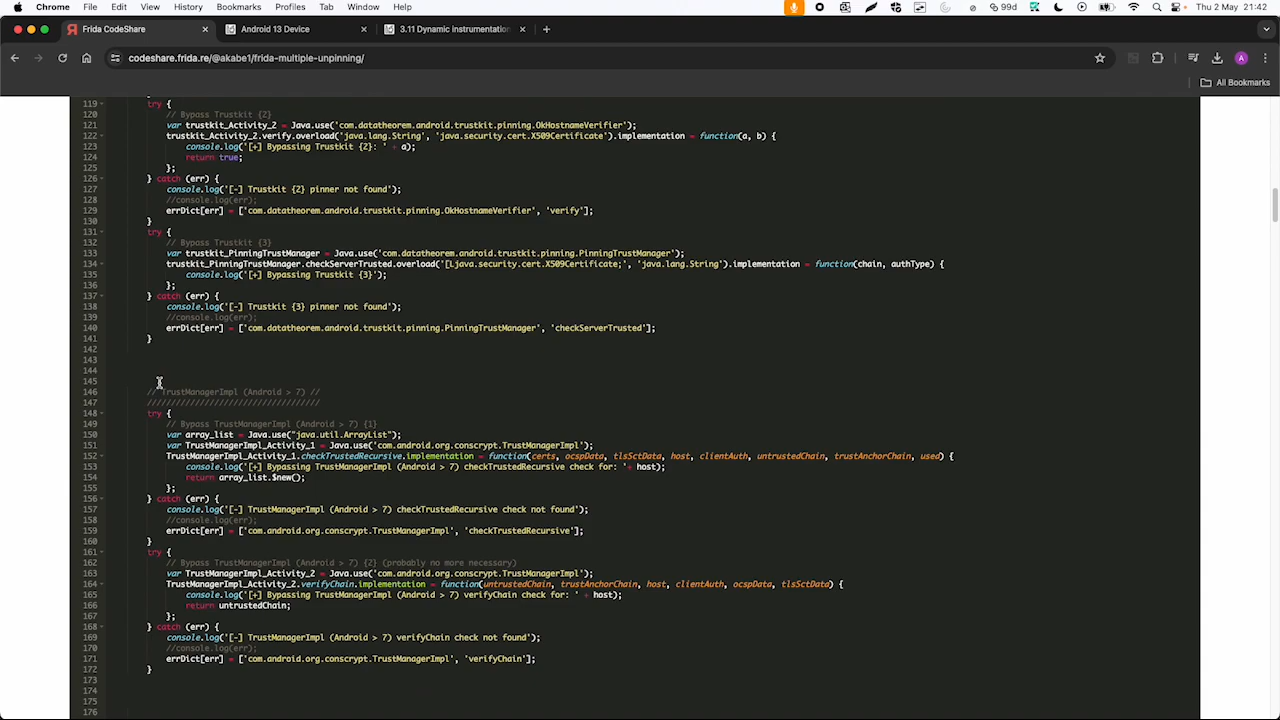 Chrome File Edit View History Bookmarks Profiles Tab Window Help 99d Thu 2 May 21:42
Frida CodeShare Android 13 Device 3.11 Dynamic instrumentation
codeshare.frida.re/@akabe1/frida-multiple-unpinning/
All Bookmarks
119 try {
120 // Bypass Trustkit {2}
121 var trustkit_Activity_2 = Java.use('com.datatheorem.android.trustkit.pinning.OkHostnameVerifier');
122 trustkit_Activity_2.verify.overload('java.lang.String', 'java.security.cert.X509Certificate').implementation = function(a, b) {
123 console.log('[+] Bypassing Trustkit {2}: ' + a);
124 return true;
125 };
126 } catch (err) {
127 console.log('[-] Trustkit {2} pinner not found');
128 //console.log(err);
129 errDict[err] = ['com.datatheorem.android.trustkit.pinning.OkHostnameVerifier', 'verify'];
130 }
131 try {
132 // Bypass Trustkit {3}
133 var trustkit_PinningTrustManager = Java.use('com.datatheorem.android.trustkit.pinning.PinningTrustManager');
134 trustkit_PinningTrustManager.checkServerTrusted.overload('[Ljava.security.cert.X509Certificate;', 'java.lang.String').implementation = function(chain, authType) {
135 console.log('[+] Bypassing Trustkit {3}');
136 };
137 } catch (err) {
138 console.log('[-] Trustkit {3} pinner not found');
139 //console.log(err);
140 errDict[err] = ['com.datatheorem.android.trustkit.pinning.PinningTrustManager', 'checkServerTrusted'];
141 }
142
143
144
145
146 // TrustManagerImpl (Android > 7) //
147 ////////////////////////////////////
148 try {
149 // Bypass TrustManagerImpl (Android > 7) {1}
150 var array_list = Java.use("java.util.ArrayList");
151 var TrustManagerImpl_Activity_1 = Java.use('com.android.org.conscrypt.TrustManagerImpl');
152 TrustManagerImpl_Activity_1.checkTrustedRecursive.implementation = function(certs, ocspData, tlsSctData, host, clientAuth, untrustedChain, trustAnchorChain, used) {
153 console.log('[+] Bypassing TrustManagerImpl (Android > 7) checkTrustedRecursive check for: '+ host);
154 return array_list.$new();
155 };
156 } catch (err) {
157 console.log('[-] TrustManagerImpl (Android > 7) checkTrustedRecursive check not found');
158 //console.log(err);
159 errDict[err] = ['com.android.org.conscrypt.TrustManagerImpl', 'checkTrustedRecursive'];
160 }
161 try {
162 // Bypass TrustManagerImpl (Android > 7) {2} (probably no more necessary)
163 var TrustManagerImpl_Activity_2 = Java.use('com.android.org.conscrypt.TrustManagerImpl');
164 TrustManagerImpl_Activity_2.verifyChain.implementation = function(untrustedChain, trustAnchorChain, host, clientAuth, ocspData, tlsSctData) {
165 console.log('[+] Bypassing TrustManagerImpl (Android > 7) verifyChain check for: ' + host);
166 return untrustedChain;
167 };
168 } catch (err) {
169 console.log('[-] TrustManagerImpl (Android > 7) verifyChain check not found');
170 //console.log(err);
171 errDict[err] = ['com.android.org.conscrypt.TrustManagerImpl', 'verifyChain'];
172 }
173
174
175
176